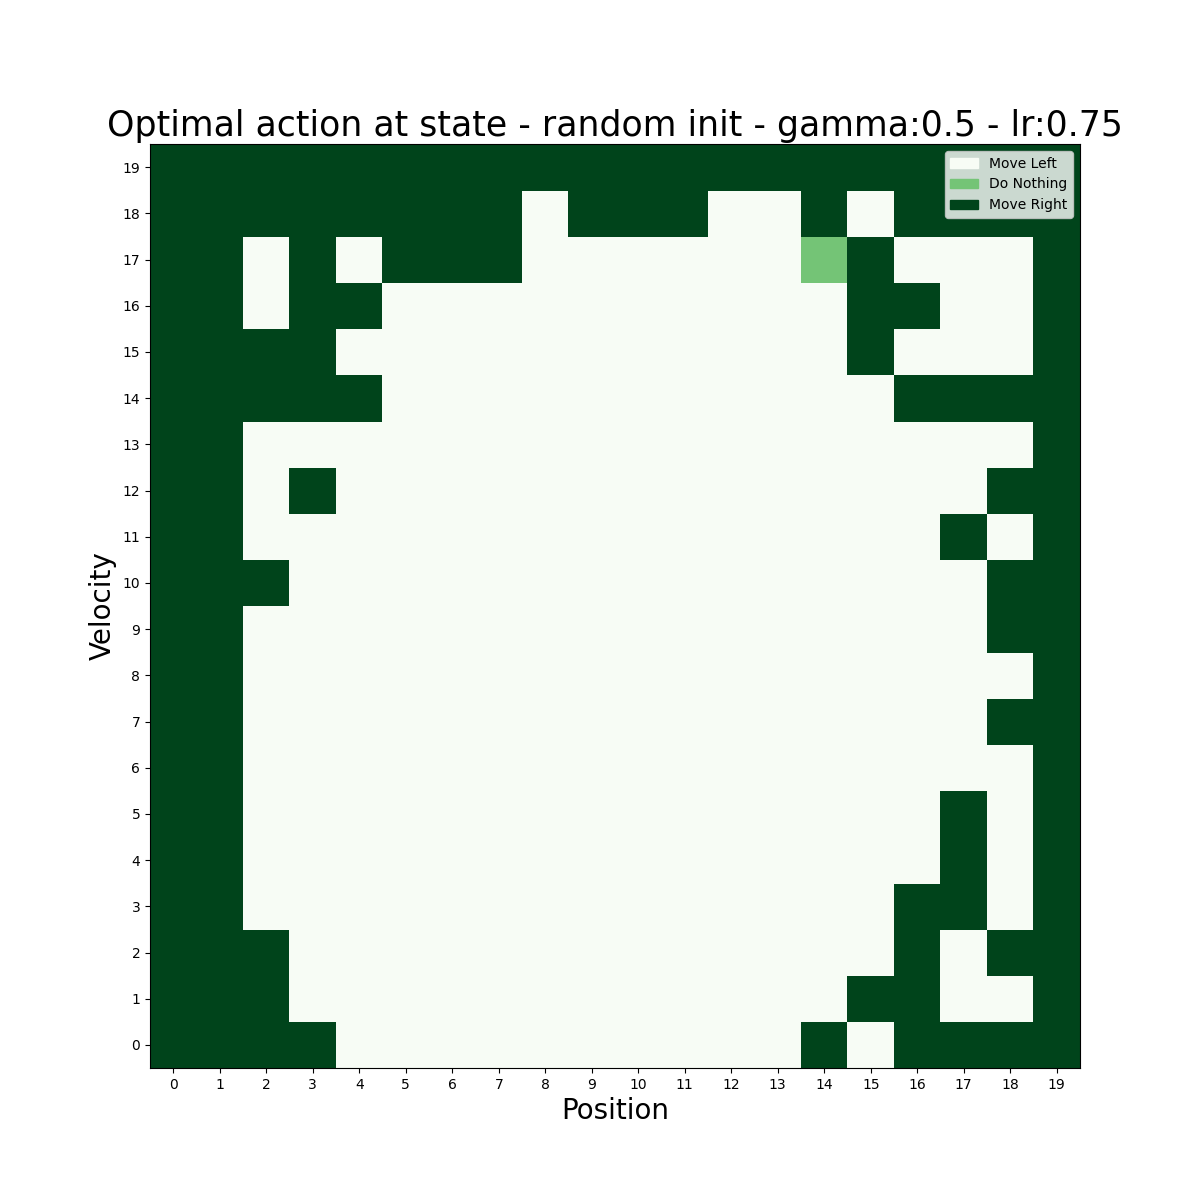 Optimal action at state - random init - gamma:0.5 - lr:0.75
Move Left
Do Nothing
Move Right
19
18
17
16
15
14
13
12
11
10
9
8
7
6
5
4
3
2
1
0
Velocity
0 1 2 3 4 5 6 7 8 9 10 11 12 13 14 15 16 17 18 19
Position